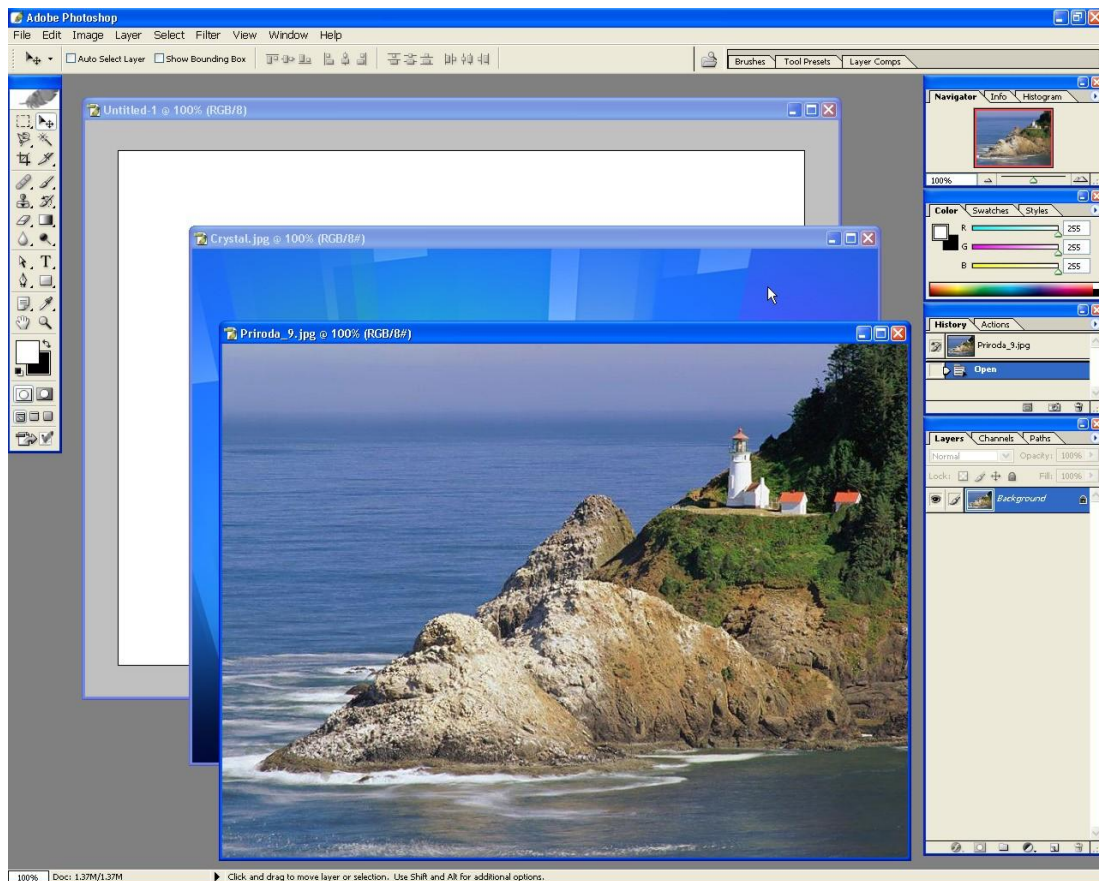 Adobe Photoshop
File Edit Image Layer Select Filter View Window Help
Auto Select Layer Show Bounding Box
Brushes Tool Presets Layer Comps
Untitled-1 @ 100% (RGB/8)
Crystal.jpg @ 100% (RGB/8#)
Priroda_9.jpg @ 100% (RGB/8#)
T
Navigator Info Histogram
100%
Color Swatches Styles
R 255
G 255
B 255
History Actions
Priroda_9.jpg
Open
Layers Channels Paths
Normal Opacity: 100%
Lock: Fill: 100%
Background
100% Doc: 1.37M/1.37M Click and drag to move layer or selection. Use Shift and Alt for additional options.